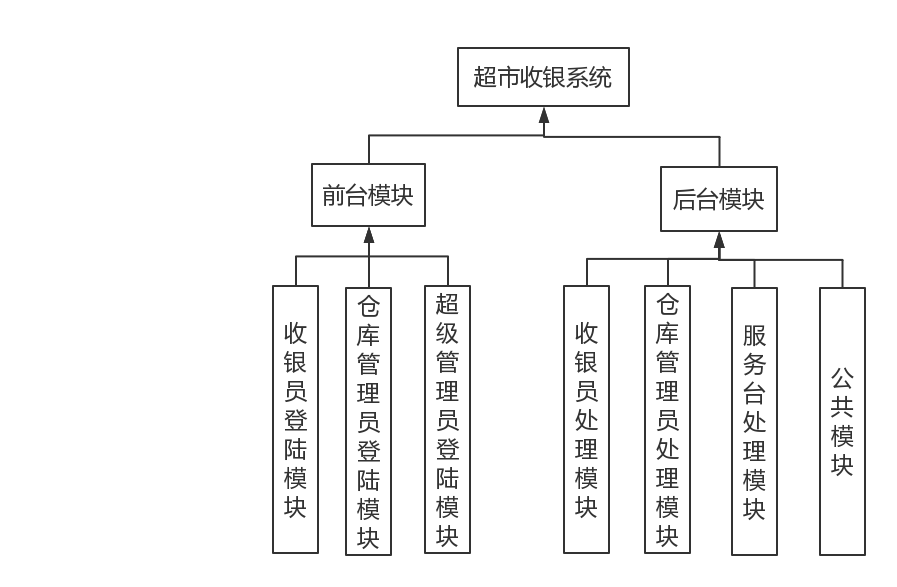 超市收银系统
前台模块
后台模块
收银员登陆模块
仓库管理员登陆模块
超级管理员登陆模块
收银员处理模块
仓库管理员处理模块
服务台处理模块
公共模块